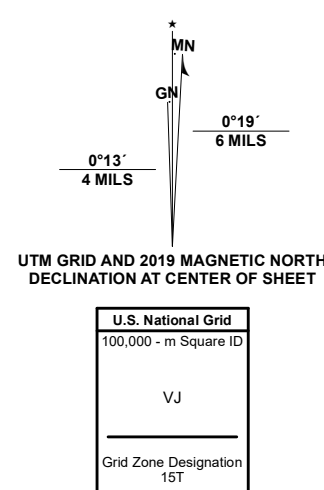 ★
MN
GN
0°19´
6 MILS
0°13´
4 MILS
UTM GRID AND 2019 MAGNETIC NORTH
DECLINATION AT CENTER OF SHEET
U.S. National Grid
100,000 - m Square ID
VJ
Grid Zone Designation
15T